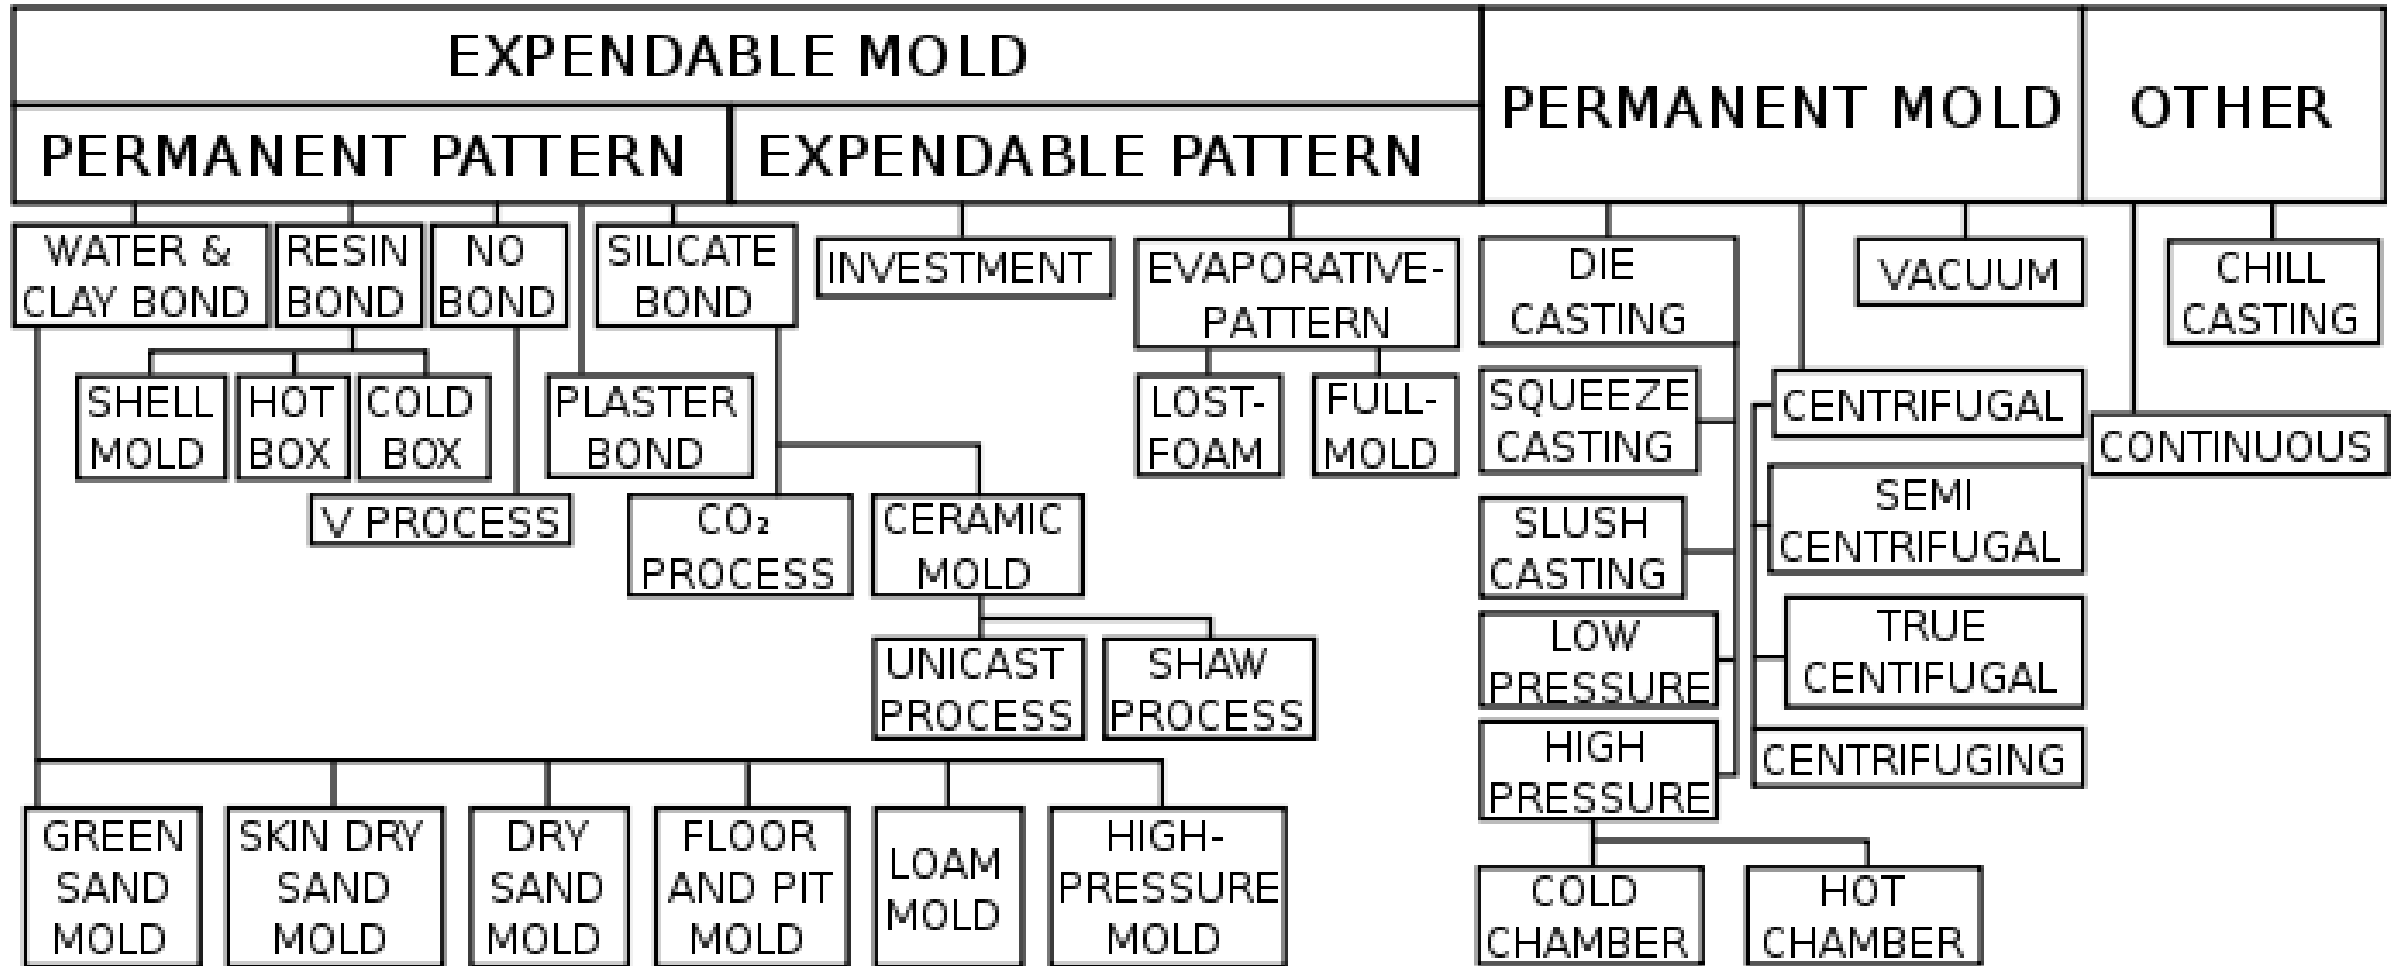 EXPENDABLE MOLD
PERMANENT MOLD
OTHER
PERMANENT PATTERN
EXPENDABLE PATTERN
WATER &
CLAY BOND
RESIN
BOND
NO
BOND
SILICATE
BOND
INVESTMENT
EVAPORATIVE-
PATTERN
DIE
CASTING
VACUUM
CHILL
CASTING
SHELL
MOLD
HOT
BOX
COLD
BOX
PLASTER
BOND
LOST-
FOAM
FULL-
MOLD
SQUEEZE
CASTING
CENTRIFUGAL
CONTINUOUS
V PROCESS
CO₂
PROCESS
CERAMIC
MOLD
SLUSH
CASTING
SEMI
CENTRIFUGAL
UNICAST
PROCESS
SHAW
PROCESS
LOW
PRESSURE
TRUE
CENTIFUGAL
HIGH
PRESSURE
CENTRIFUGING
GREEN
SAND
MOLD
SKIN DRY
SAND
MOLD
DRY
SAND
MOLD
FLOOR
AND PIT
MOLD
LOAM
MOLD
HIGH-
PRESSURE
MOLD
COLD
CHAMBER
HOT
CHAMBER